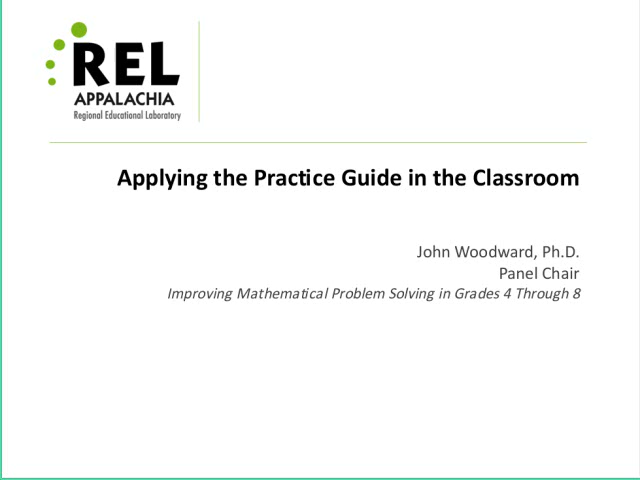 REL
APPALACHIA
Regional Educational Laboratory
Applying the Practice Guide in the Classroom
John Woodward, Ph.D.
Panel Chair
Improving Mathematical Problem Solving in Grades 4 Through 8